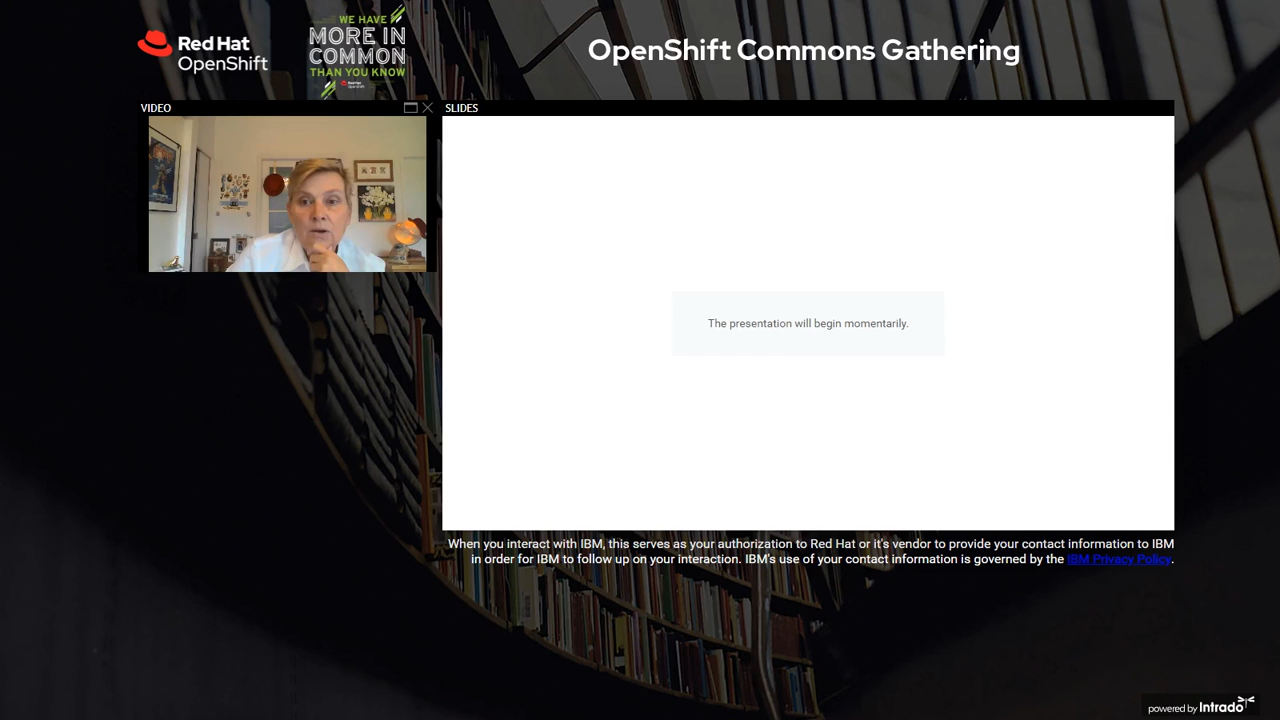 Red Hat
OpenShift
WE HAVE
MORE IN
COMMON
THAN YOU KNOW
OpenShift Commons Gathering
VIDEO
SLIDES
The presentation will begin momentarily.
When you interact with IBM, this serves as your authorization to Red Hat or it's vendor to provide your contact information to IBM
in order for IBM to follow up on your interaction. IBM's use of your contact information is governed by the IBM Privacy Policy.
powered by Intrado